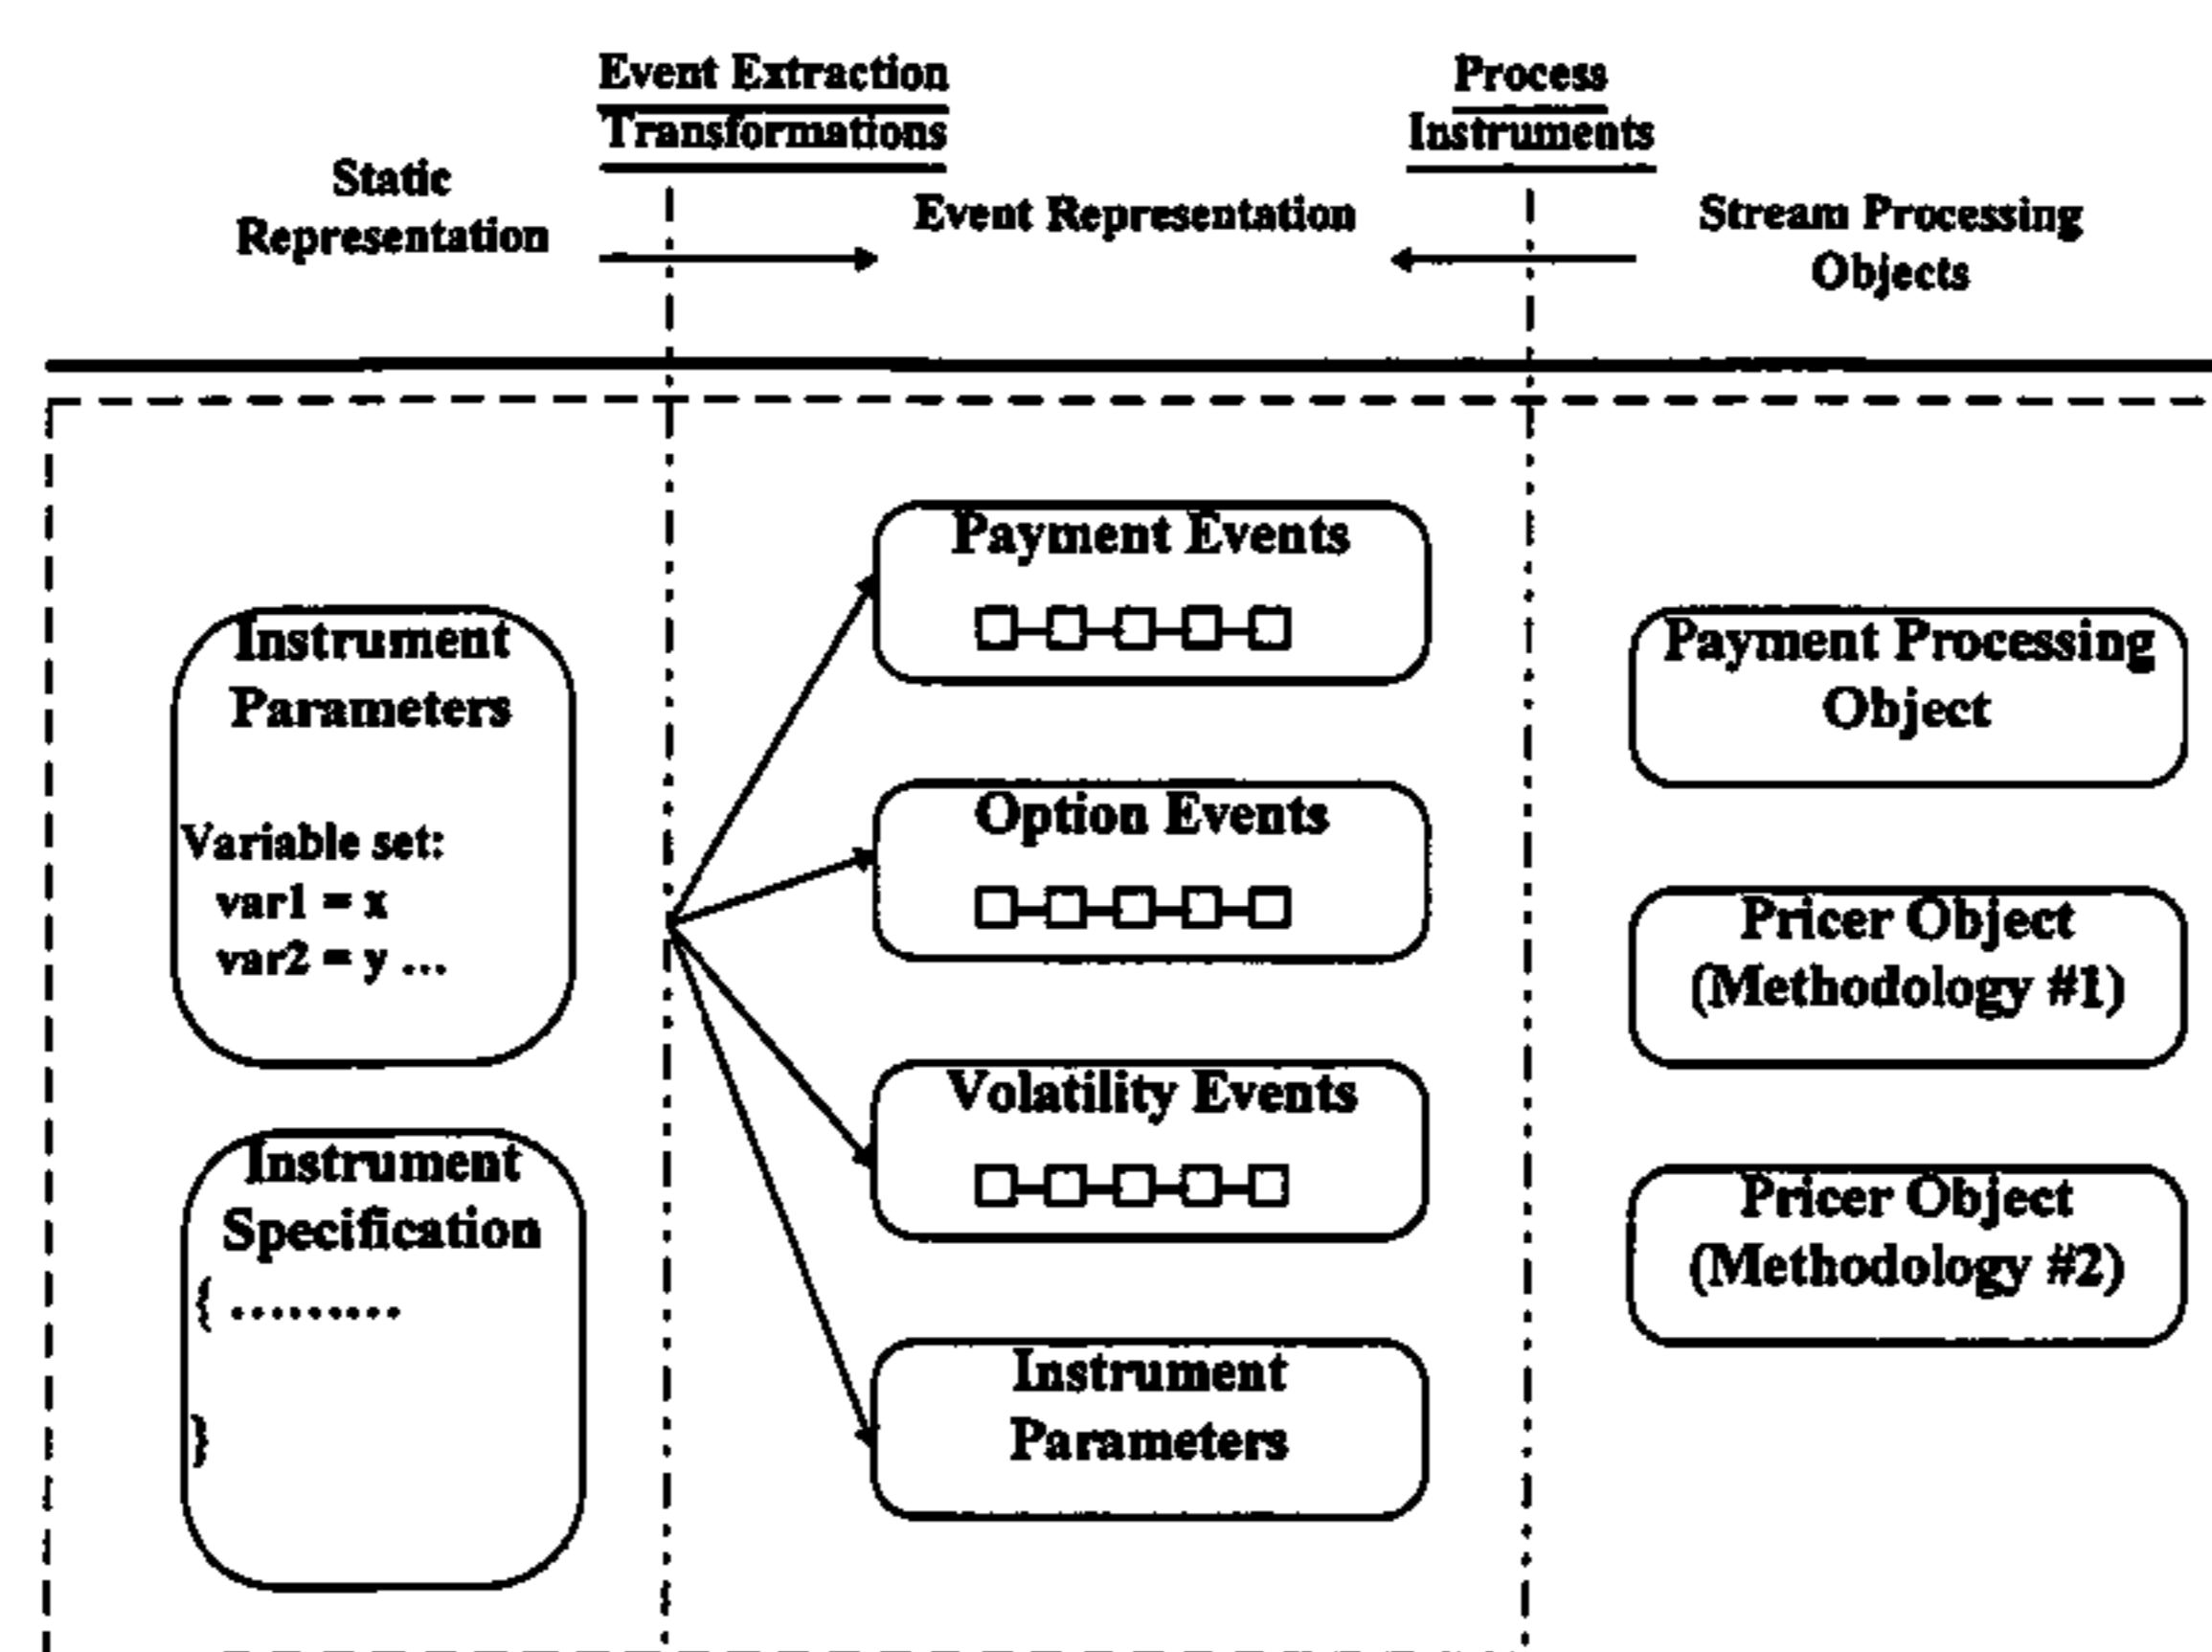 Event Extraction
Transformations
Process
Instruments
Static
Representation
Event Representation
Stream Processing
Objects
Instrument
Parameters
Variable set:
var1 = x
var2 = y ...
Instrument
Specification
{ .........
}
Payment Events
Option Events
Volatility Events
Instrument
Parameters
Payment Processing
Object
Pricer Object
(Methodology #1)
Pricer Object
(Methodology #2)